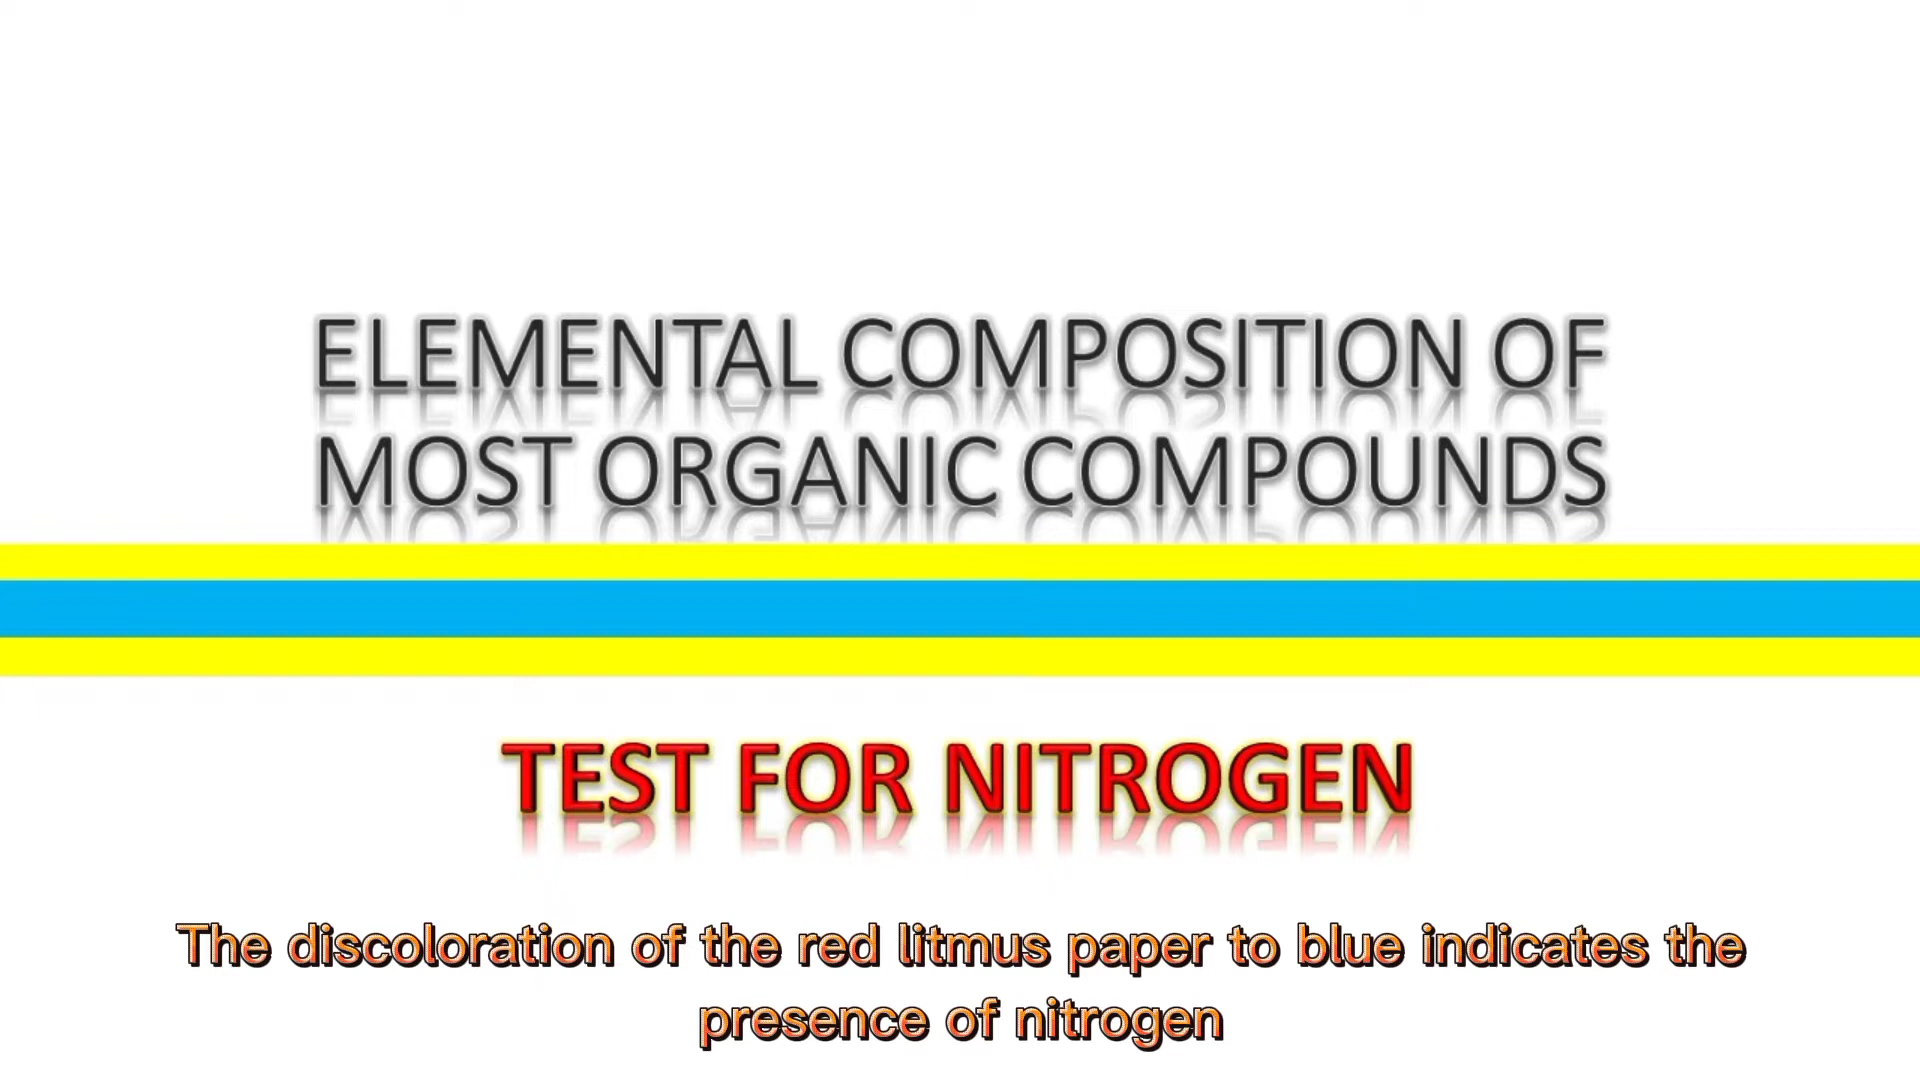 ELEMENTAL COMPOSITION OF
MOST ORGANIC COMPOUNDS
TEST FOR NITROGEN
The discoloration of the red litmus paper to blue indicates the
presence of nitrogen